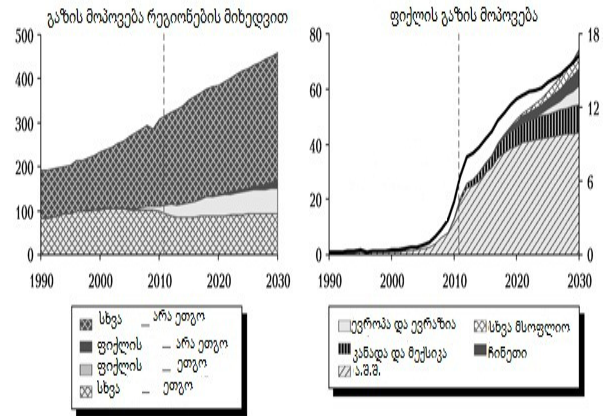 გაზის მოპოვება რეგიონების მიხედვით
500
400
300
200
100
0
1990 2000 2010 2020 2030
სხვა – არა ეთგო
ფიქლის – არა ეთგო
ფიქლის – ეთგო
სხვა – ეთგო
ფიქლის გაზის მოპოვება
80
60
40
20
0
18
12
6
0
1990 2000 2010 2020 2030
ევროპა და ევრაზია
სხვა მსოფლიო
კანადა და მექსიკა
ჩინეთი
ა.შ.შ.